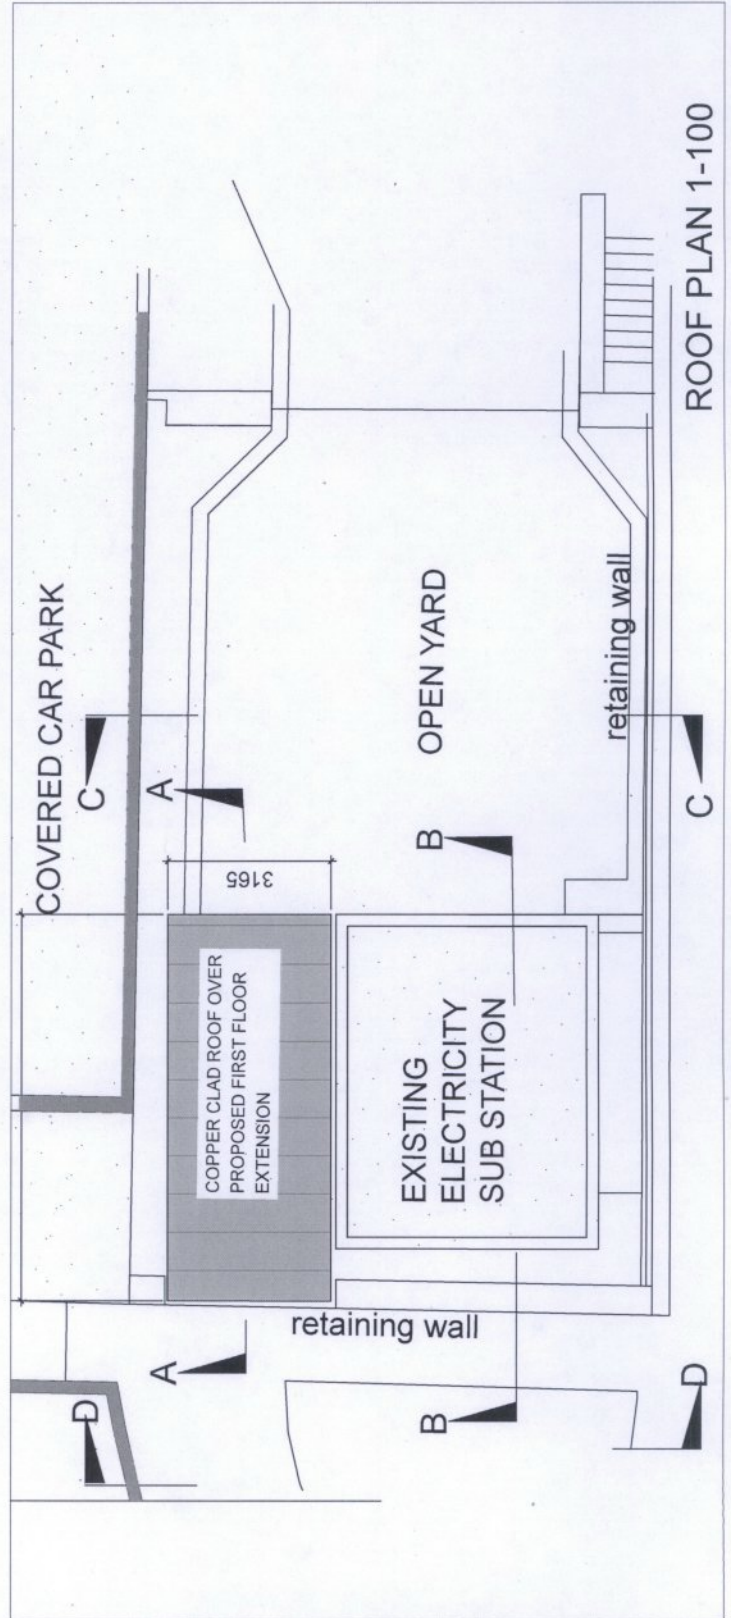 COVERED CAR PARK
C
A
3165
COPPER CLAD ROOF OVER
PROPOSED FIRST FLOOR
EXTENSION
OPEN YARD
B
EXISTING
ELECTRICITY
SUB STATION
retaining wall
retaining wall
A
D
B
D
C
ROOF PLAN 1-100